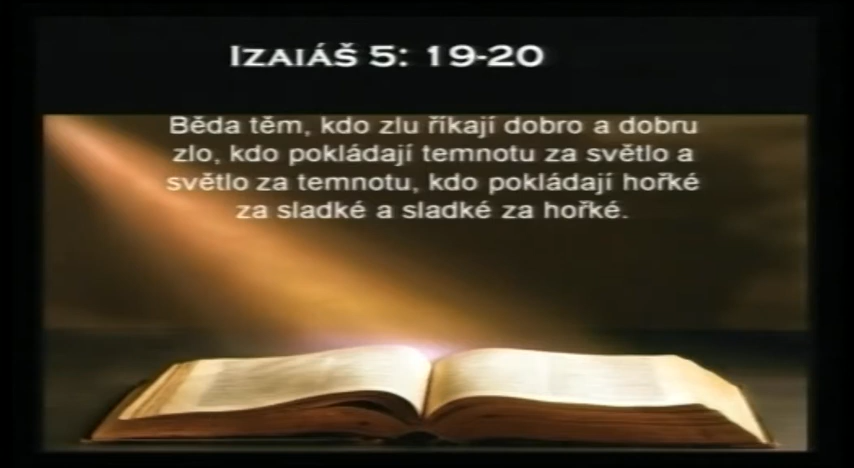 IZAIÁŠ 5: 19-20
Běda těm, kdo zlu říkají dobro a dobru
zlo, kdo pokládají temnotu za světlo a
světlo za temnotu, kdo pokládají hořké
za sladké a sladké za hořké.